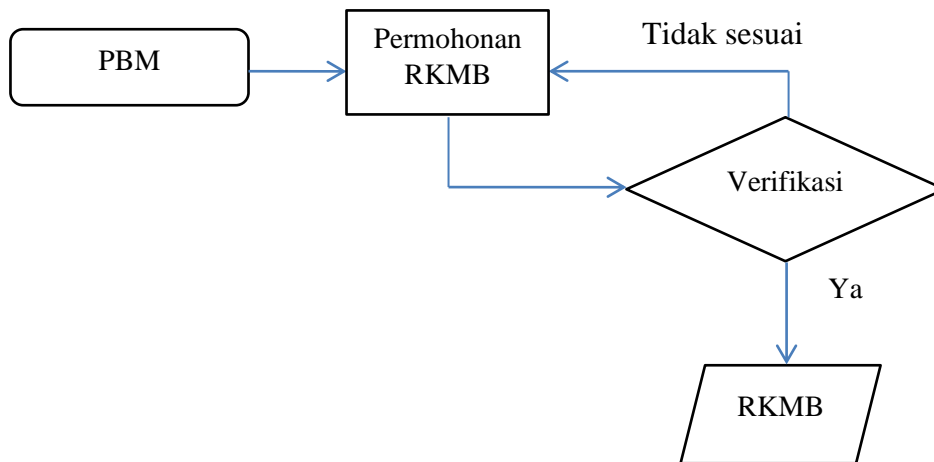 PBM
Permohonan
RKMB
Tidak sesuai
Verifikasi
Ya
RKMB